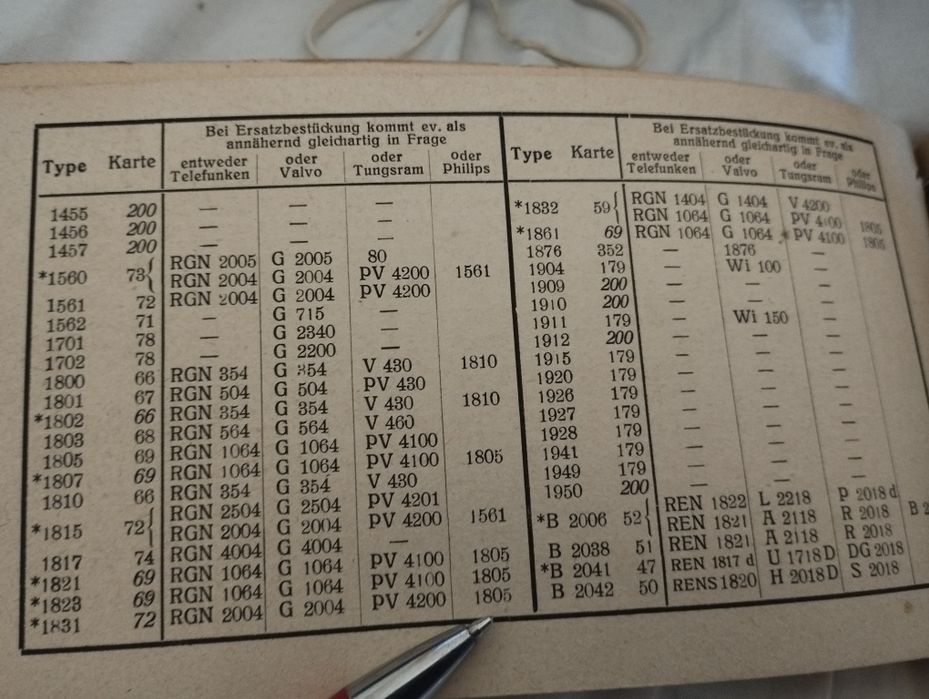 Type Karte
Bei Ersatzbestückung kommt ev. als
annähernd gleichartig in Frage
entweder Telefunken oder Valvo oder Tungsram oder Philips
1455 200 — — —
1456 200 — — —
1457 200 — — —
*1560 73 { RGN 2005 G 2005 80
RGN 2004 G 2004 PV 4200 1561
1561 72 RGN 2004 G 2004 PV 4200
1562 71 — G 715 —
1701 78 — G 2340 —
1702 78 — G 2200 —
1800 66 RGN 354 G 354 V 430 1810
1801 67 RGN 504 G 504 PV 430
*1802 66 RGN 354 G 354 V 430 1810
1803 68 RGN 564 G 564 V 460
1805 69 RGN 1064 G 1064 PV 4100
*1807 69 RGN 1064 G 1064 PV 4100 1805
1810 66 RGN 354 G 354 V 430
*1815 72 { RGN 2504 G 2504 PV 4201
RGN 2004 G 2004 PV 4200 1561
1817 74 RGN 4004 G 4004 —
*1821 69 RGN 1064 G 1064 PV 4100 1805
*1823 69 RGN 1064 G 1064 PV 4100 1805
*1831 72 RGN 2004 G 2004 PV 4200 1805
Type Karte
Bei Ersatzbestückung kommt ev. als
annähernd gleichartig in Frage
entweder Telefunken oder Valvo oder Tungsram oder Philips
*1832 59 { RGN 1404 G 1404 V 4200
RGN 1064 G 1064 PV 4100 1805
*1861 69 RGN 1064 G 1064 PV 4100 1805
1876 352 — 1876 —
1904 179 — Wi 100 —
1909 200 — — —
1910 200 — — —
1911 179 — Wi 150 —
1912 200 — — —
1915 179 — — —
1920 179 — — —
1926 179 — — —
1927 179 — — —
1928 179 — — —
1941 179 — — —
1949 179 — — —
1950 200 — — —
*B 2006 52 { REN 1822 L 2218 P 2018 d
REN 1821 A 2118 R 2018
B 2038 51 REN 1821 A 2118 R 2018
*B 2041 47 REN 1817 d U 1718 D DG 2018
B 2042 50 RENS 1820 H 2018 D S 2018